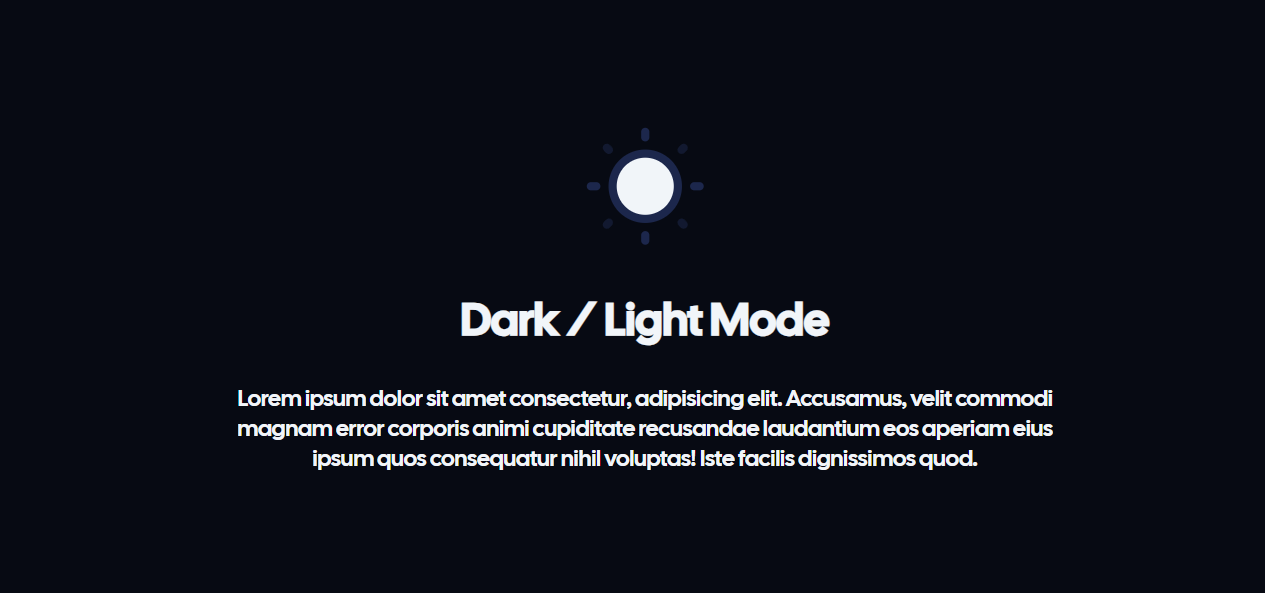 Dark / Light Mode
Lorem ipsum dolor sit amet consectetur, adipisicing elit. Accusamus, velit commodi
magnam error corporis animi cupiditate recusandae laudantium eos aperiam eius
ipsum quos consequatur nihil voluptas! Iste facilis dignissimos quod.